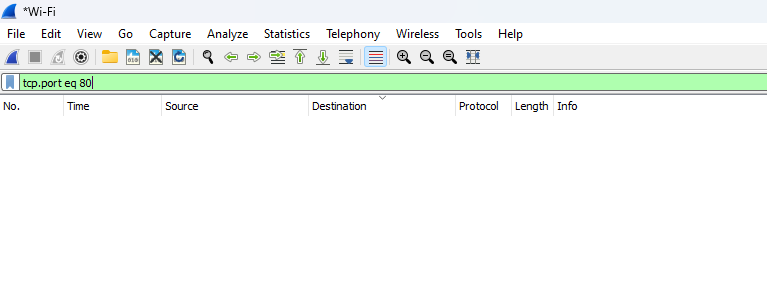 *Wi-Fi
File Edit View Go Capture Analyze Statistics Telephony Wireless Tools Help
tcp.port eq 80
No. Time Source Destination Protocol Length Info